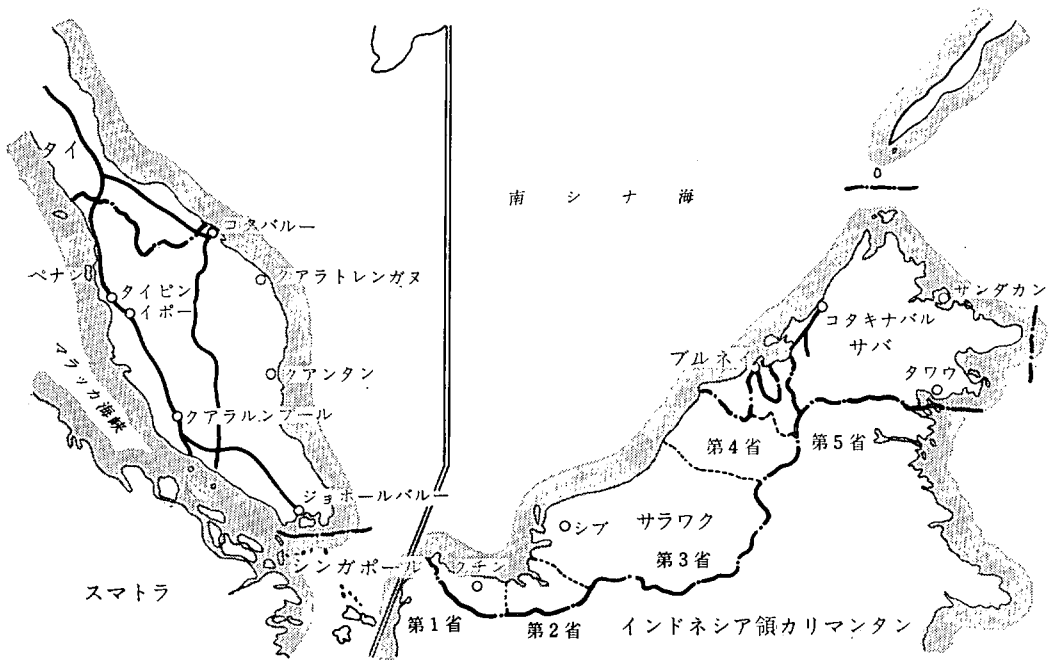 タイ
コタバルー
ペナン
クアラトレンガヌ
タイピン
イポー
マラッカ海峡
クアンタン
クアラルンプール
ジョホールバルー
シンガポール
スマトラ
南シナ海
サンダカン
コタキナバル
サバ
ブルネイ
タワウ
第4省
第5省
シブ
サラワク
第3省
クチン
第1省
第2省
インドネシア領カリマンタン